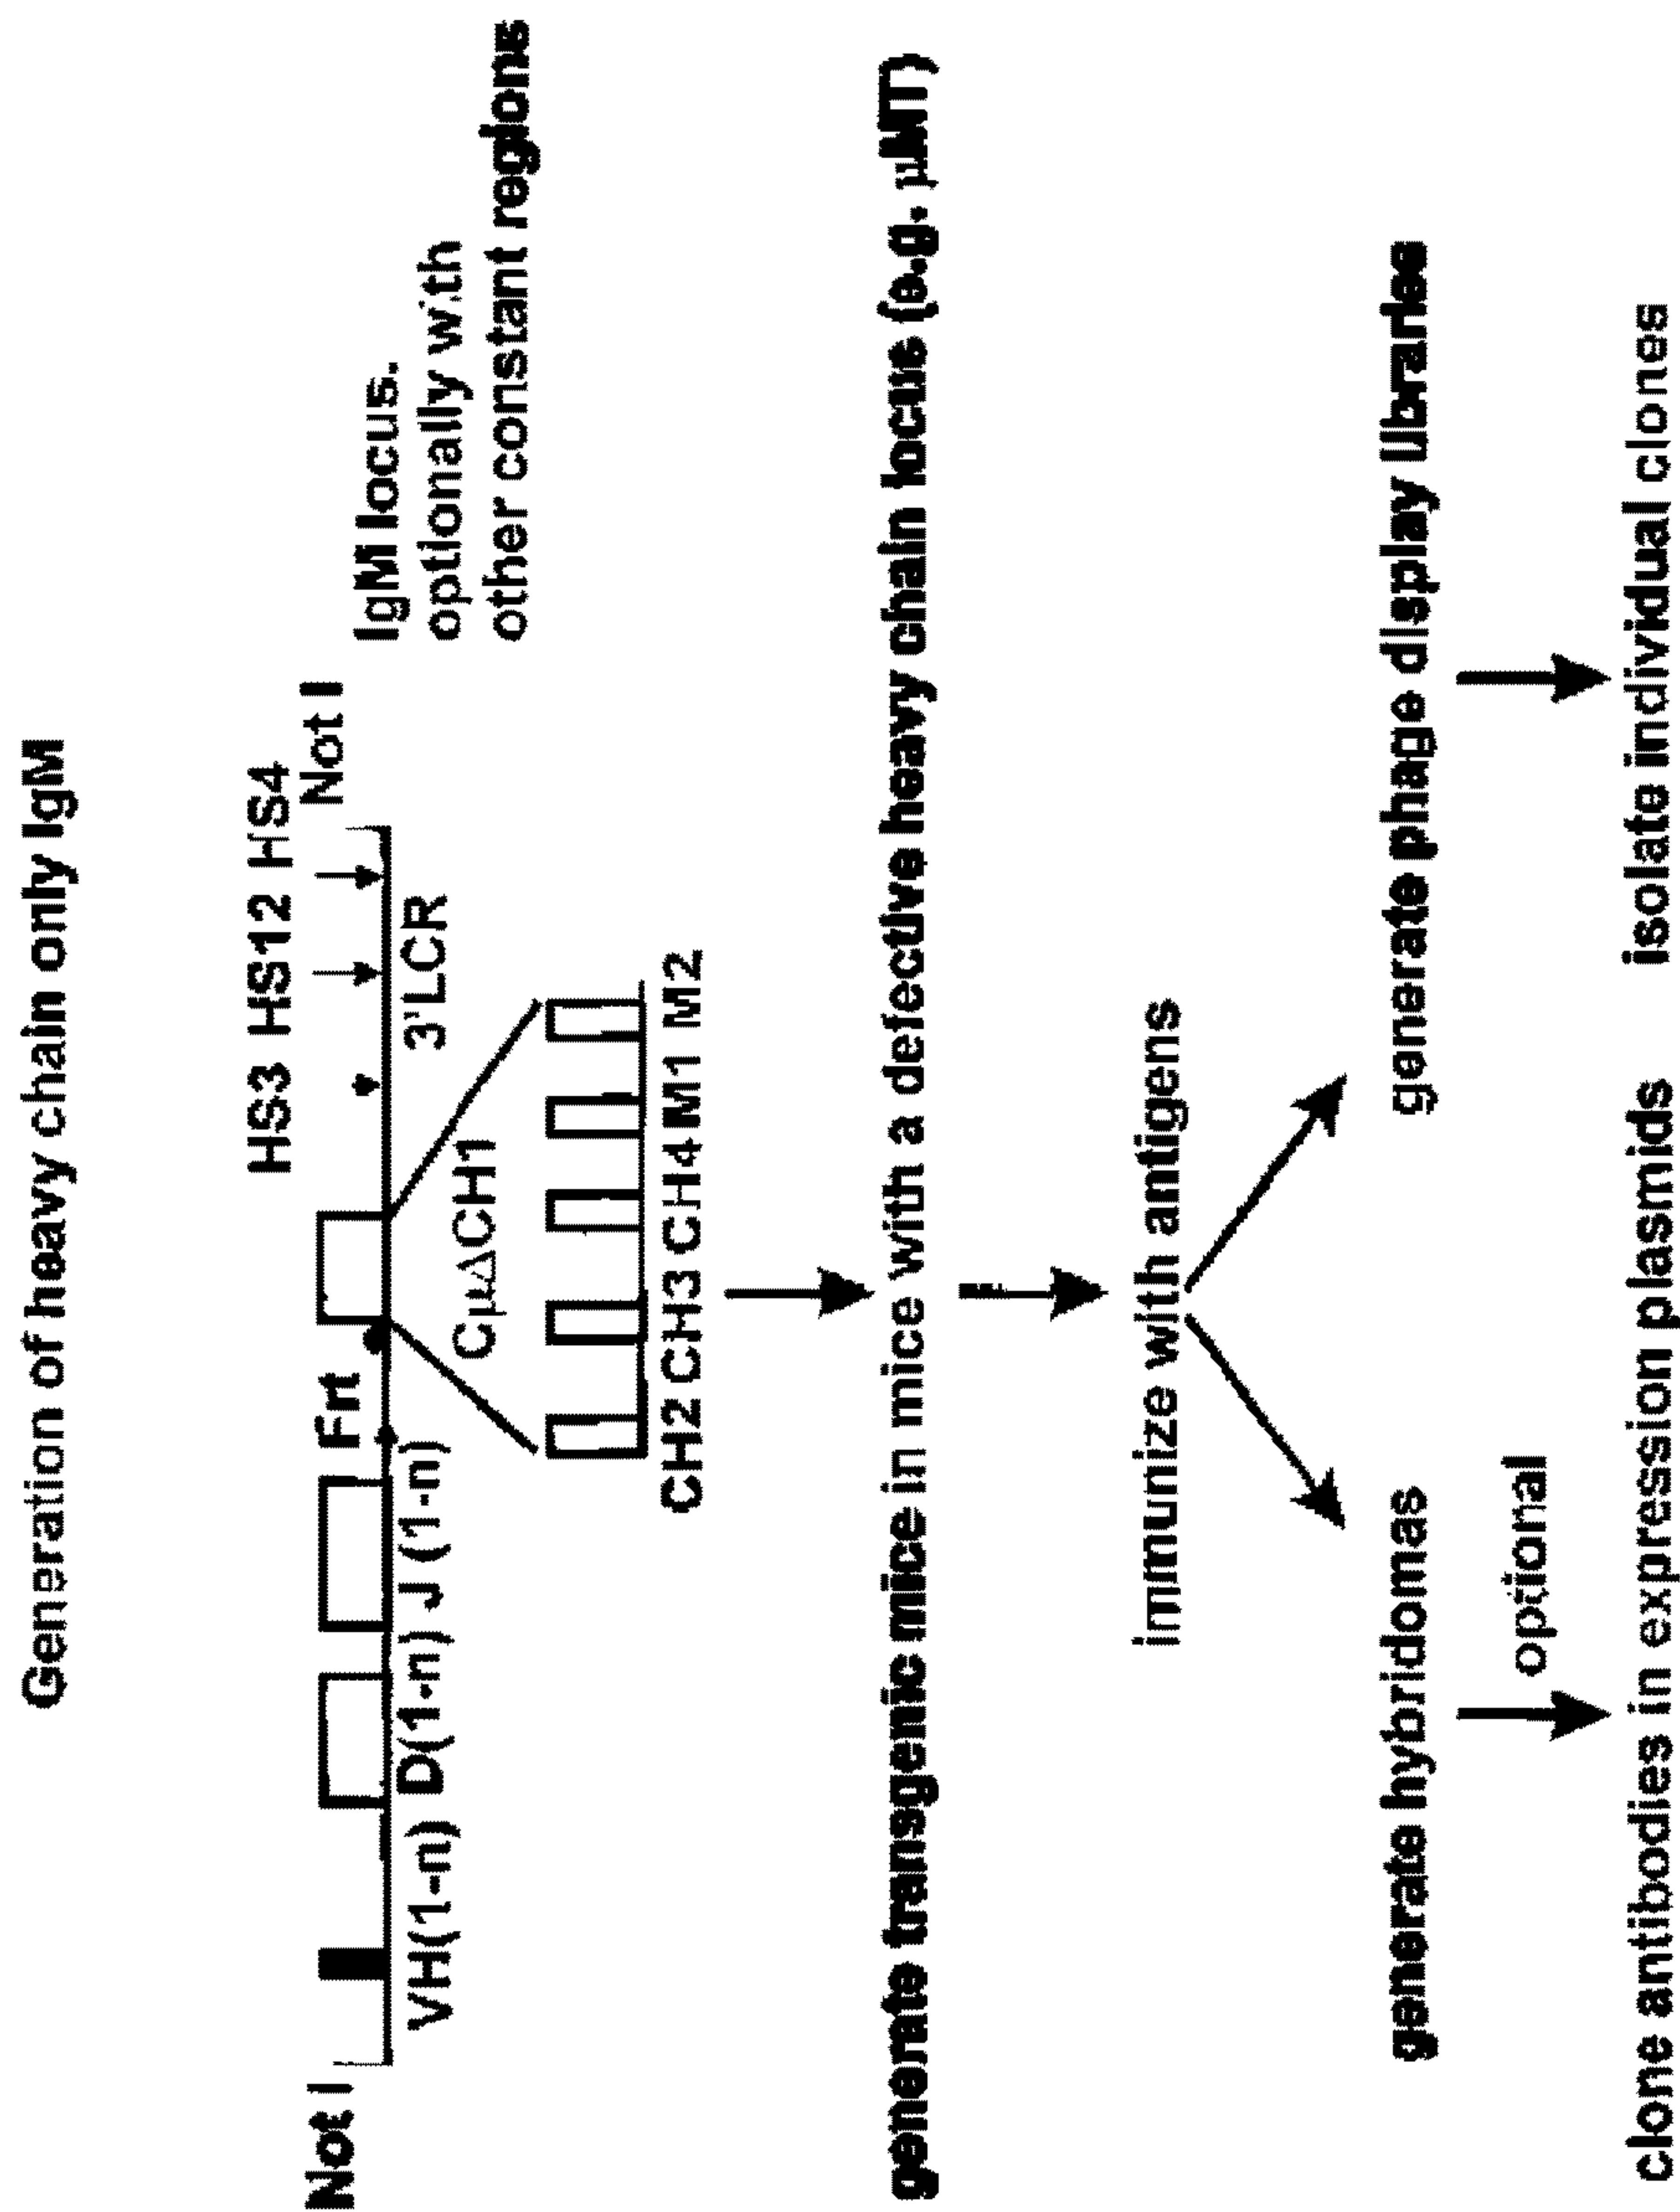 Generation of heavy chain only IgM
HS3 HS12 HS4
Not I
Frt
Not I
VH(1-n) D(1-n) J (1-n)
3'LCR
IgM locus.
optionally with
other constant regions
CμΔCH1
CH2 CH3 CH3 CH4 M1 M2
generate transgenic mice in mice with a defective heavy chain locus (e.g. μMT)
immunize with antigens
generate hybridomas
generate phage display libraries
optional
clone antibodies in expression plasmids
isolate individual clones